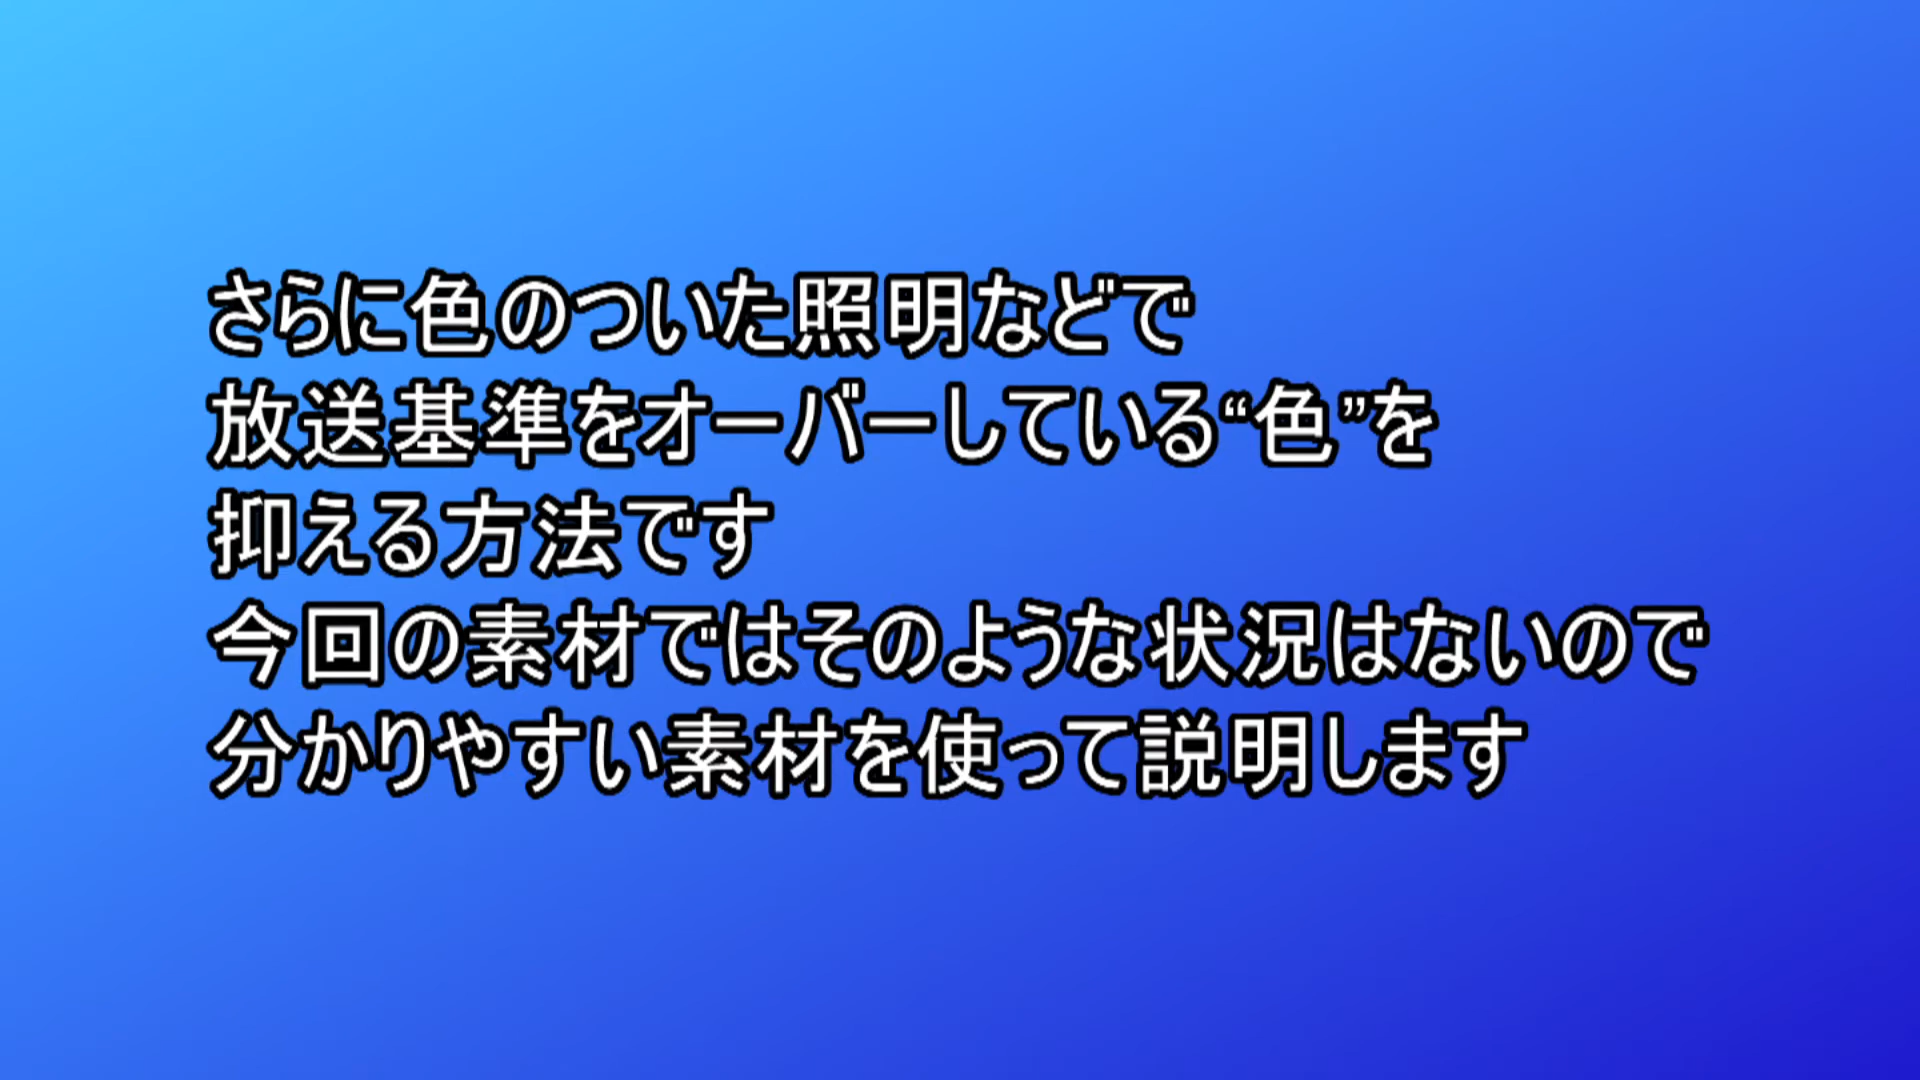 さらに色のついた照明などで
放送基準をオーバーしている“色”を
抑える方法です
今回の素材ではそのような状況はないので
分かりやすい素材を使って説明します